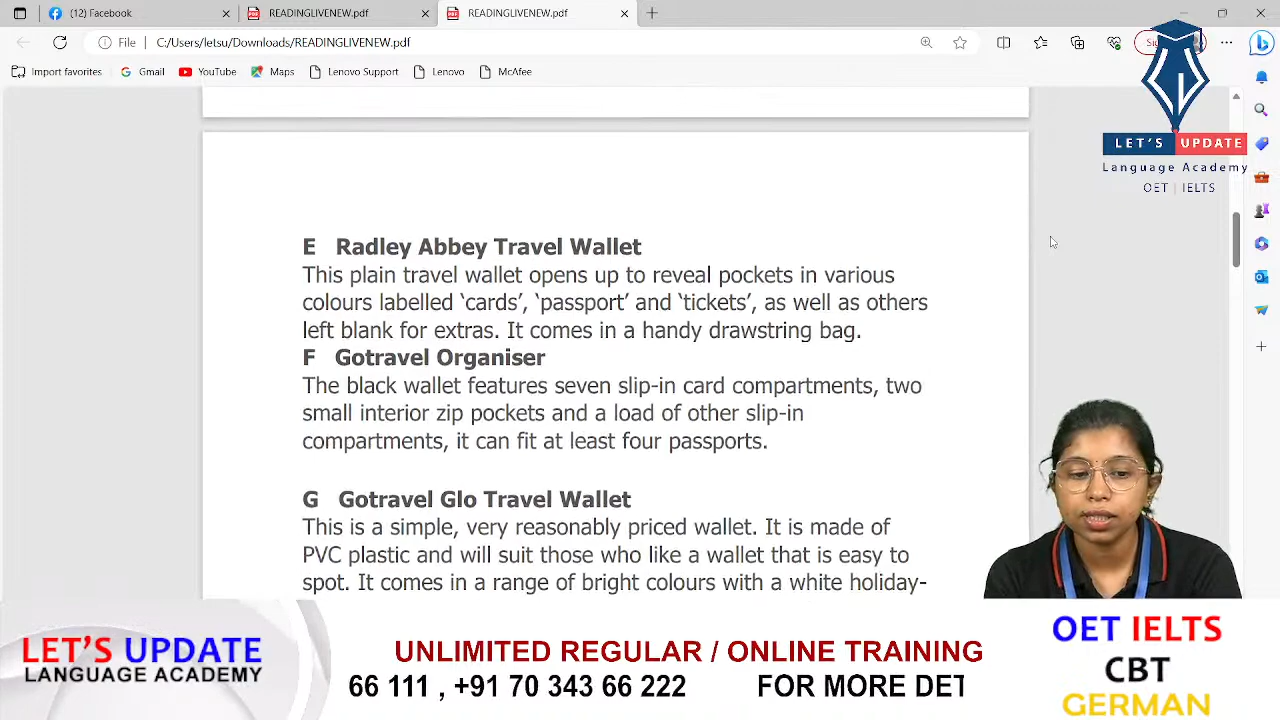 (12) Facebook
READINGLIVENEW.pdf
READINGLIVENEW.pdf
File
C:/Users/letsu/Downloads/READINGLIVENEW.pdf
Import favorites
Gmail
YouTube
Maps
Lenovo Support
Lenovo
McAfee
LET'S UPDATE
Language Academy
OET | IELTS
E Radley Abbey Travel Wallet
This plain travel wallet opens up to reveal pockets in various
colours labelled ‘cards’, ‘passport’ and ‘tickets’, as well as others
left blank for extras. It comes in a handy drawstring bag.
F Gotravel Organiser
The black wallet features seven slip-in card compartments, two
small interior zip pockets and a load of other slip-in
compartments, it can fit at least four passports.
G Gotravel Glo Travel Wallet
This is a simple, very reasonably priced wallet. It is made of
PVC plastic and will suit those who like a wallet that is easy to
spot. It comes in a range of bright colours with a white holiday-
LET'S UPDATE
LANGUAGE ACADEMY
UNLIMITED REGULAR / ONLINE TRAINING
66 111 , +91 70 343 66 222
FOR MORE DET
OET IELTS
CBT
GERMAN